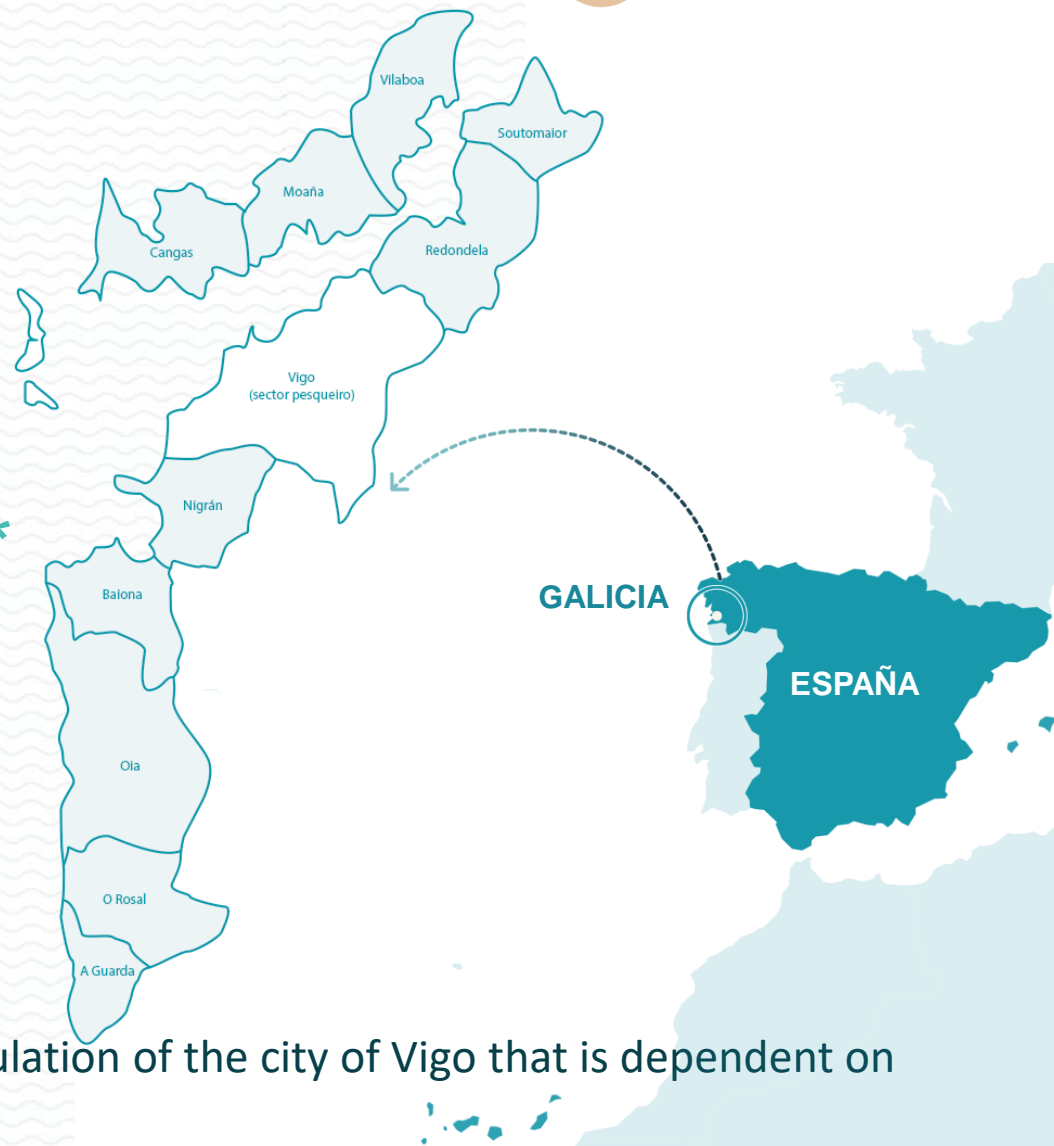 Vilaboa
Soutomaior
Moaña
Cangas
Redondela
Vigo
(sector pesqueiro)
Nigrán
Baiona
GALICIA
ESPAÑA
Oia
O Rosal
A Guarda
ulation of the city of Vigo that is dependent on